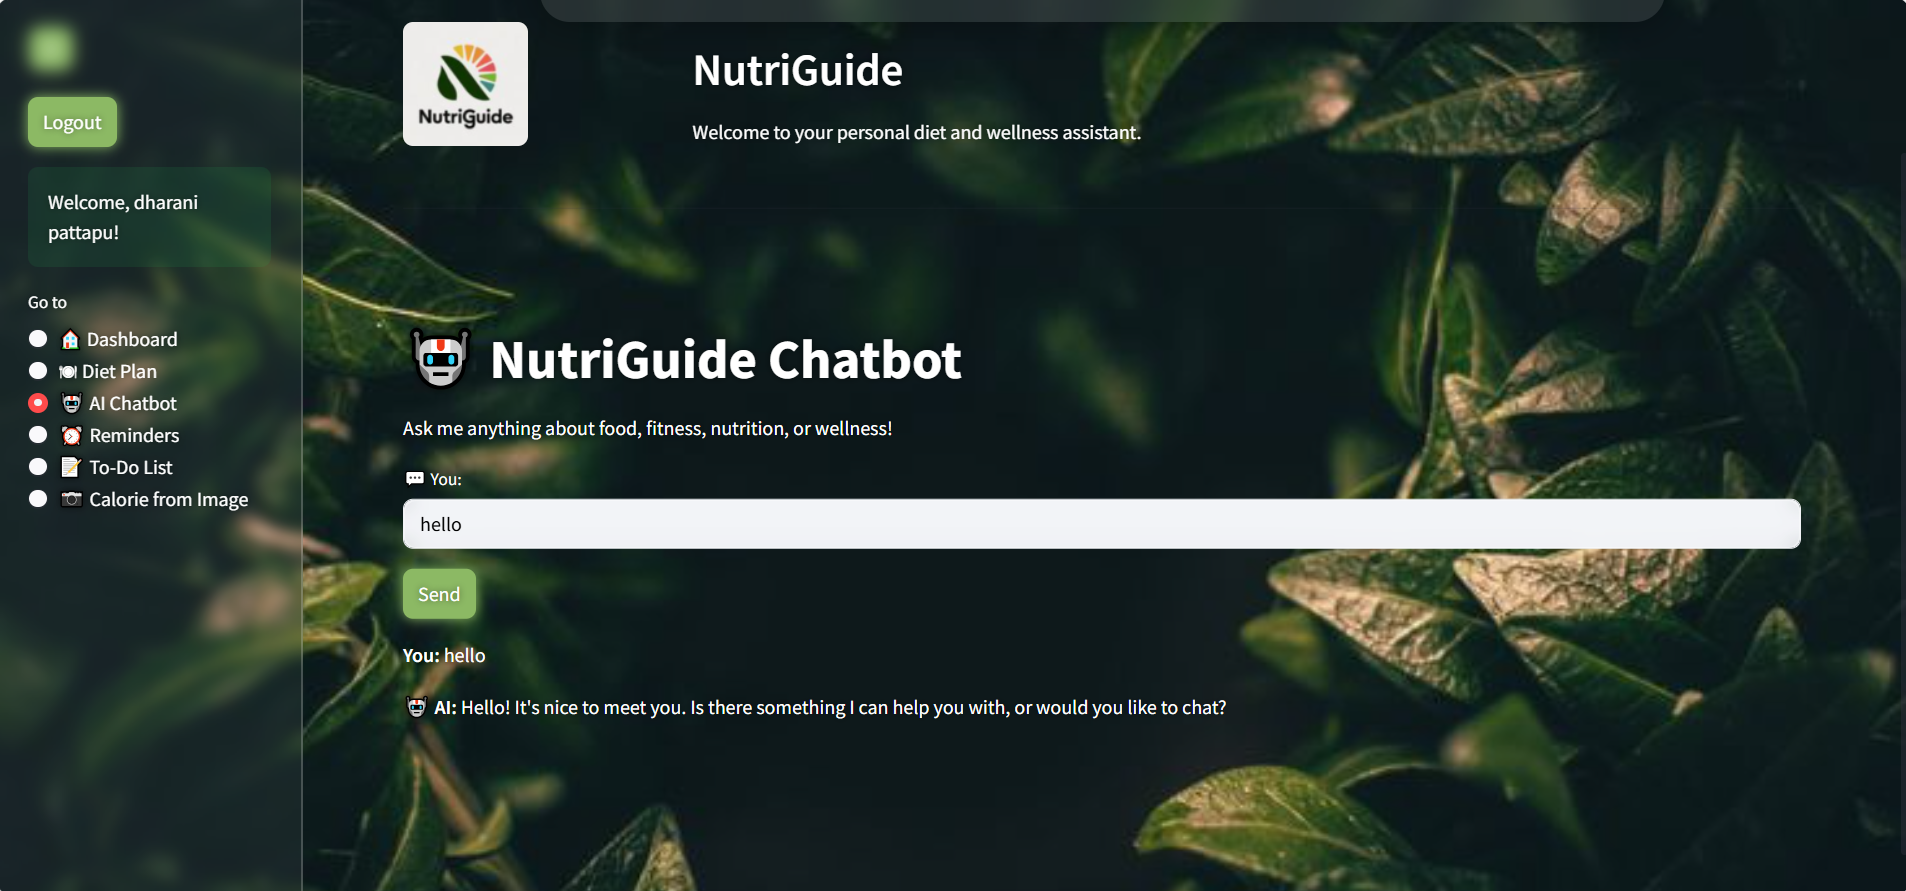 Logout
Welcome, dharani
pattapu!
Go to
🏠 Dashboard
🍽️ Diet Plan
🤖 AI Chatbot
⏰ Reminders
📝 To-Do List
📷 Calorie from Image
NutriGuide
NutriGuide
Welcome to your personal diet and wellness assistant.
🤖 NutriGuide Chatbot
Ask me anything about food, fitness, nutrition, or wellness!
💬 You:
hello
Send
You: hello
🤖 AI: Hello! It's nice to meet you. Is there something I can help you with, or would you like to chat?